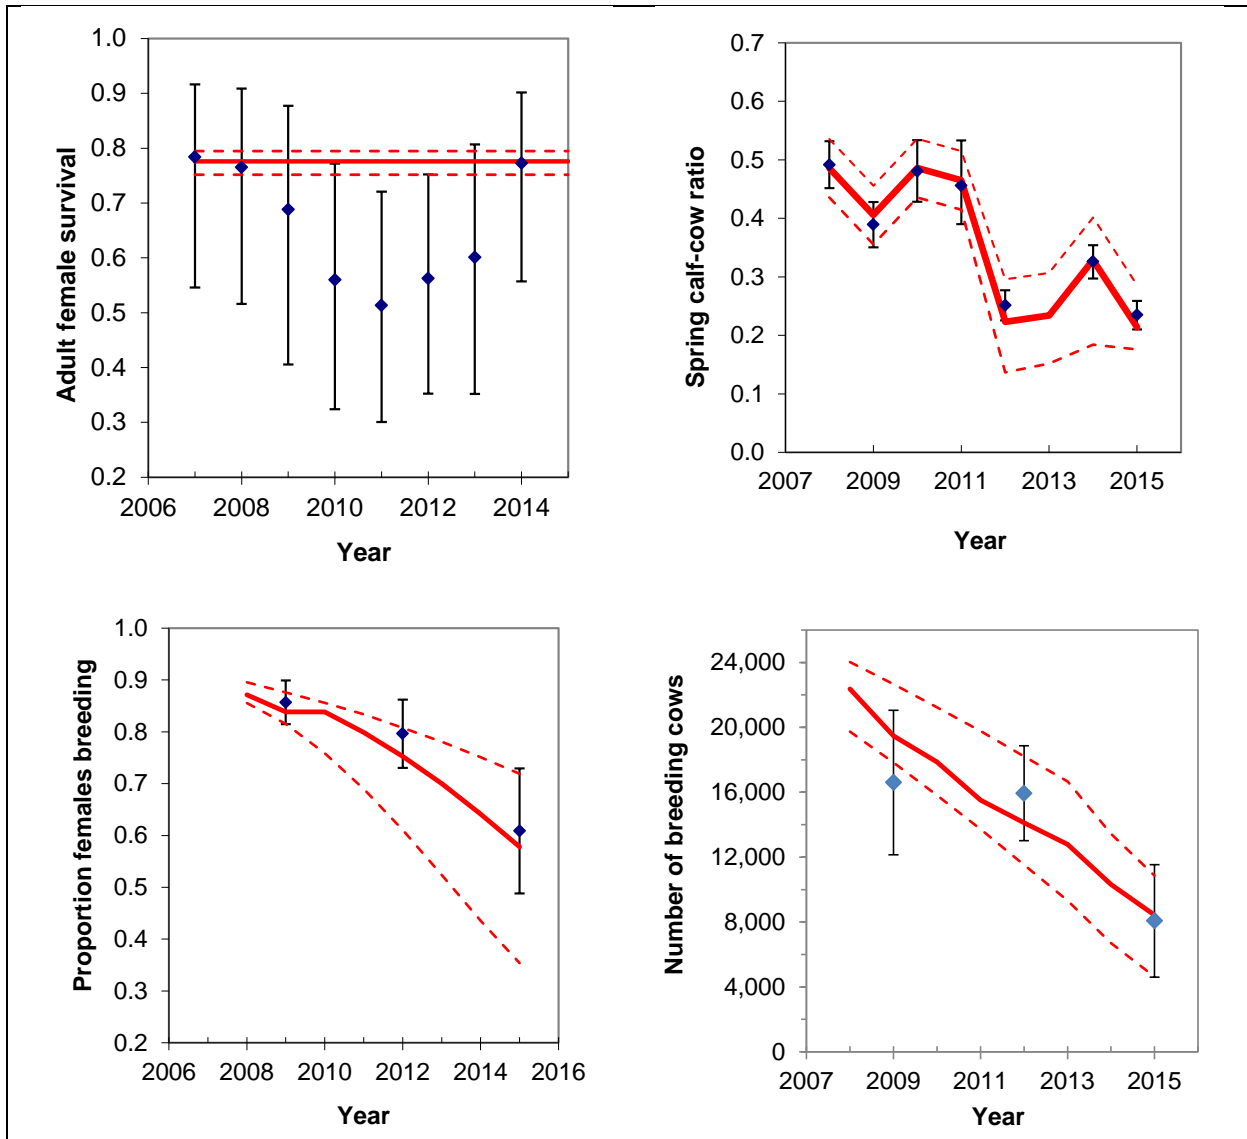 1.0
0.9
0.8
0.7
0.6
0.5
0.4
0.3
0.2
Adult female survival
2006 2008 2010 2012 2014
Year
0.7
0.6
0.5
0.4
0.3
0.2
0.1
0.0
Spring calf-cow ratio
2007 2009 2011 2013 2015
Year
1.0
0.9
0.8
0.7
0.6
0.5
0.4
0.3
0.2
Proportion females breeding
2006 2008 2010 2012 2014 2016
Year
24,000
20,000
16,000
12,000
8,000
4,000
0
Number of breeding cows
2007 2009 2011 2013 2015
Year